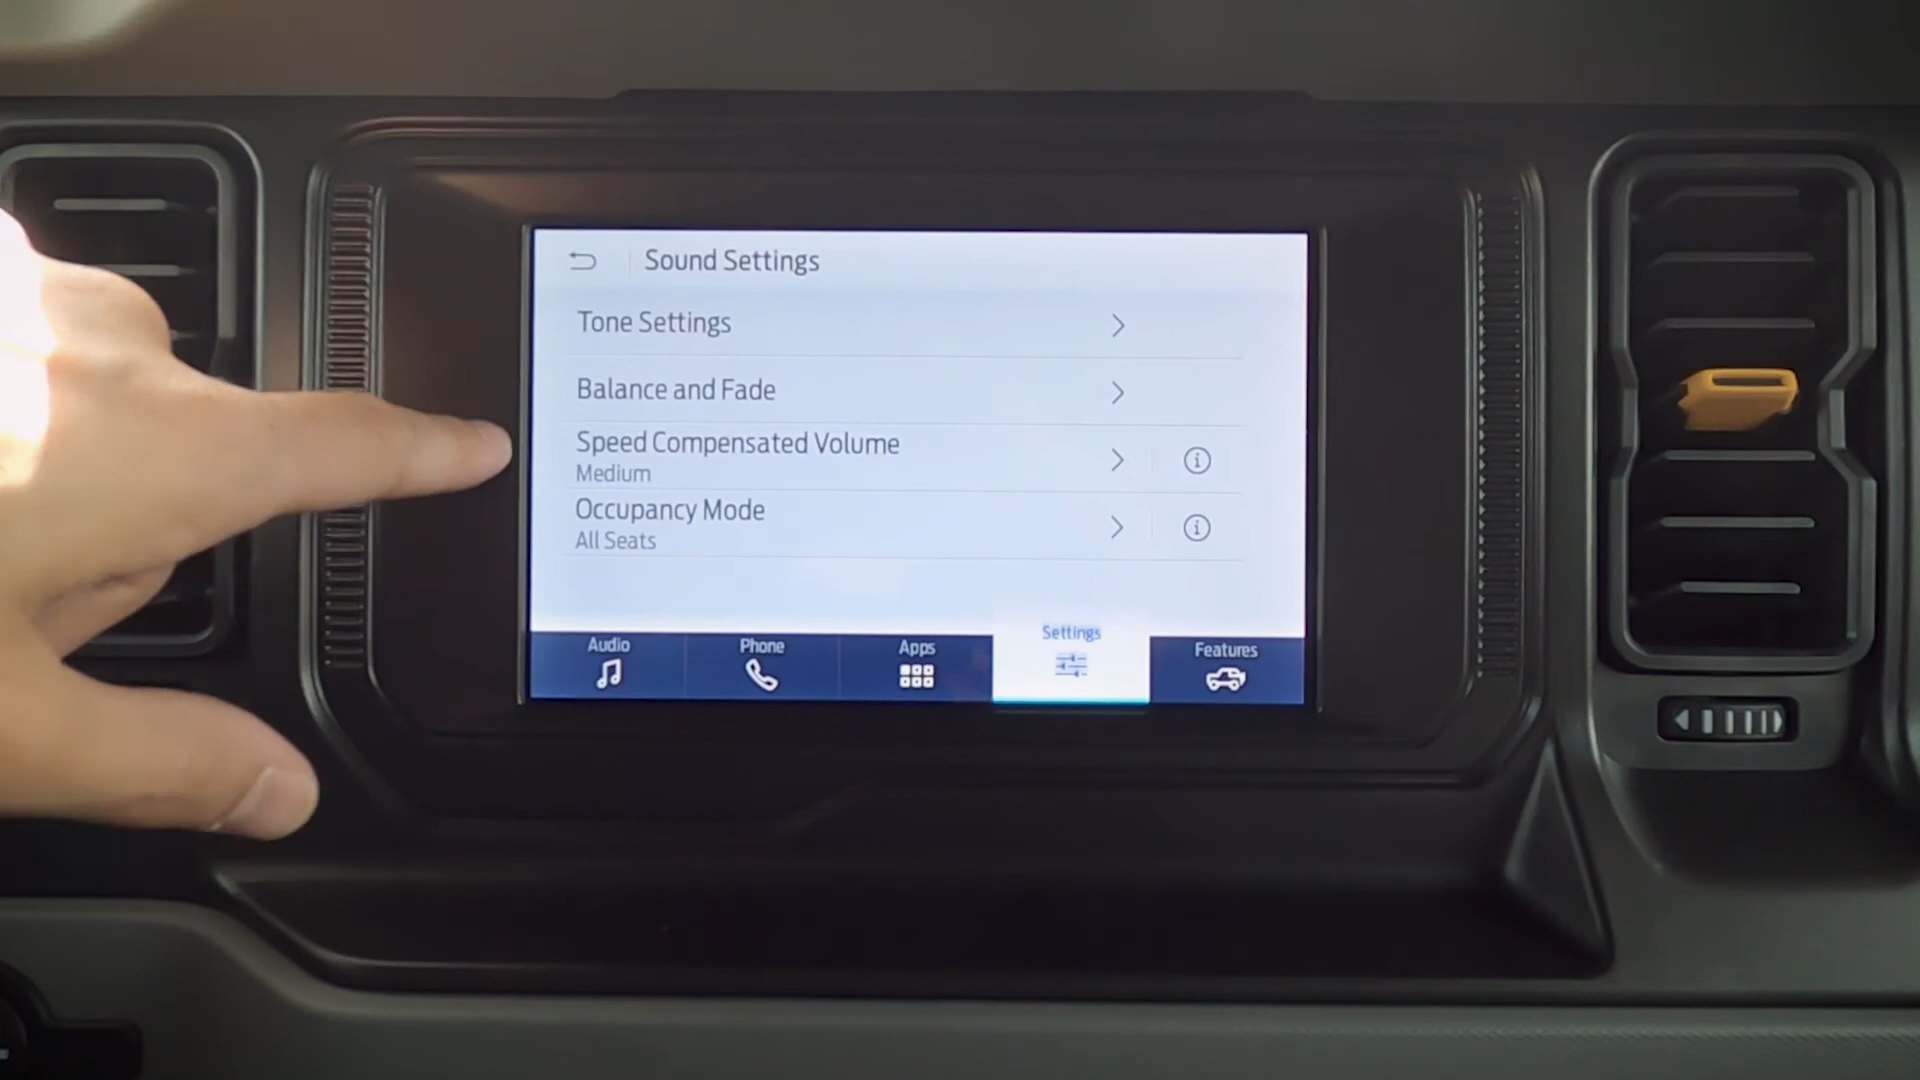 Sound Settings
Tone Settings
Balance and Fade
Speed Compensated Volume
Medium
Occupancy Mode
All Seats
Audio
Phone
Apps
Settings
Features